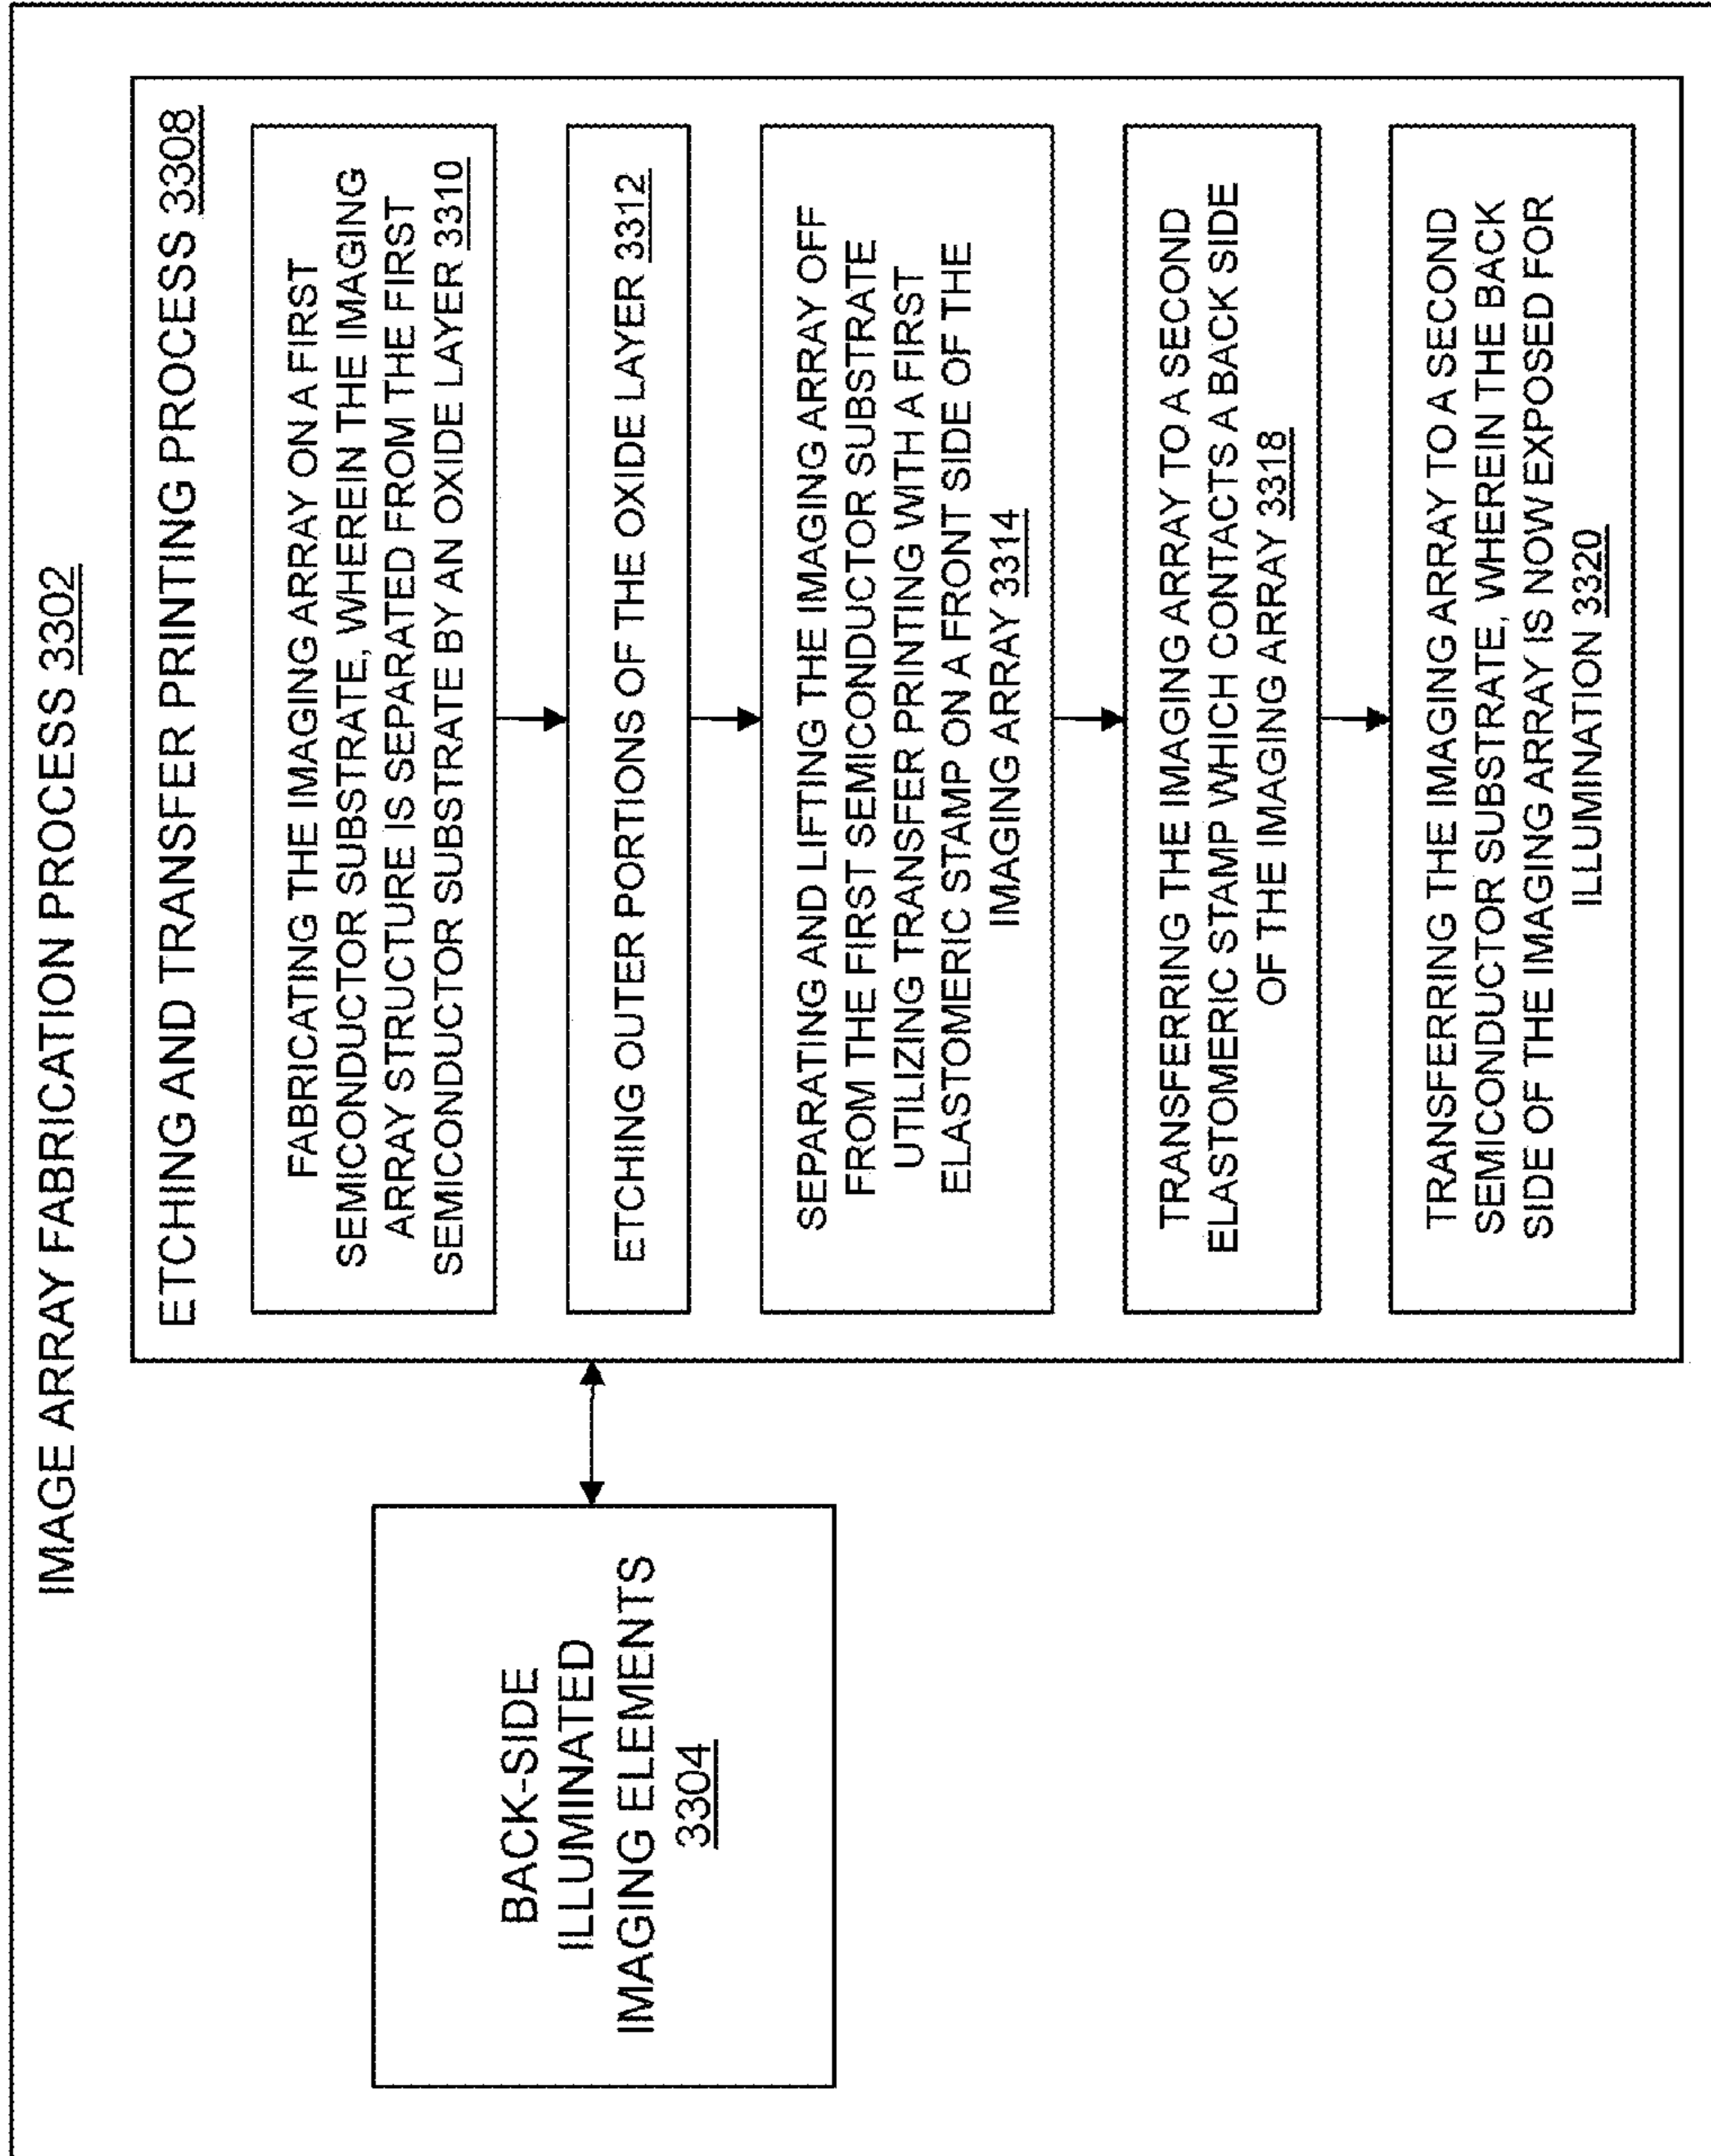 IMAGE ARRAY FABRICATION PROCESS 3302
BACK-SIDE
ILLUMINATED
IMAGING ELEMENTS
3304
ETCHING AND TRANSFER PRINTING PROCESS 3308
FABRICATING THE IMAGING ARRAY ON A FIRST
SEMICONDUCTOR SUBSTRATE, WHEREIN THE IMAGING
ARRAY STRUCTURE IS SEPARATED FROM THE FIRST
SEMICONDUCTOR SUBSTRATE BY AN OXIDE LAYER 3310
ETCHING OUTER PORTIONS OF THE OXIDE LAYER 3312
SEPARATING AND LIFTING THE IMAGING ARRAY OFF
FROM THE FIRST SEMICONDUCTOR SUBSTRATE
UTILIZING TRANSFER PRINTING WITH A FIRST
ELASTOMERIC STAMP ON A FRONT SIDE OF THE
IMAGING ARRAY 3314
TRANSFERRING THE IMAGING ARRAY TO A SECOND
ELASTOMERIC STAMP WHICH CONTACTS A BACK SIDE
OF THE IMAGING ARRAY 3318
TRANSFERRING THE IMAGING ARRAY TO A SECOND
SEMICONDUCTOR SUBSTRATE, WHEREIN THE BACK
SIDE OF THE IMAGING ARRAY IS NOW EXPOSED FOR
ILLUMINATION 3320